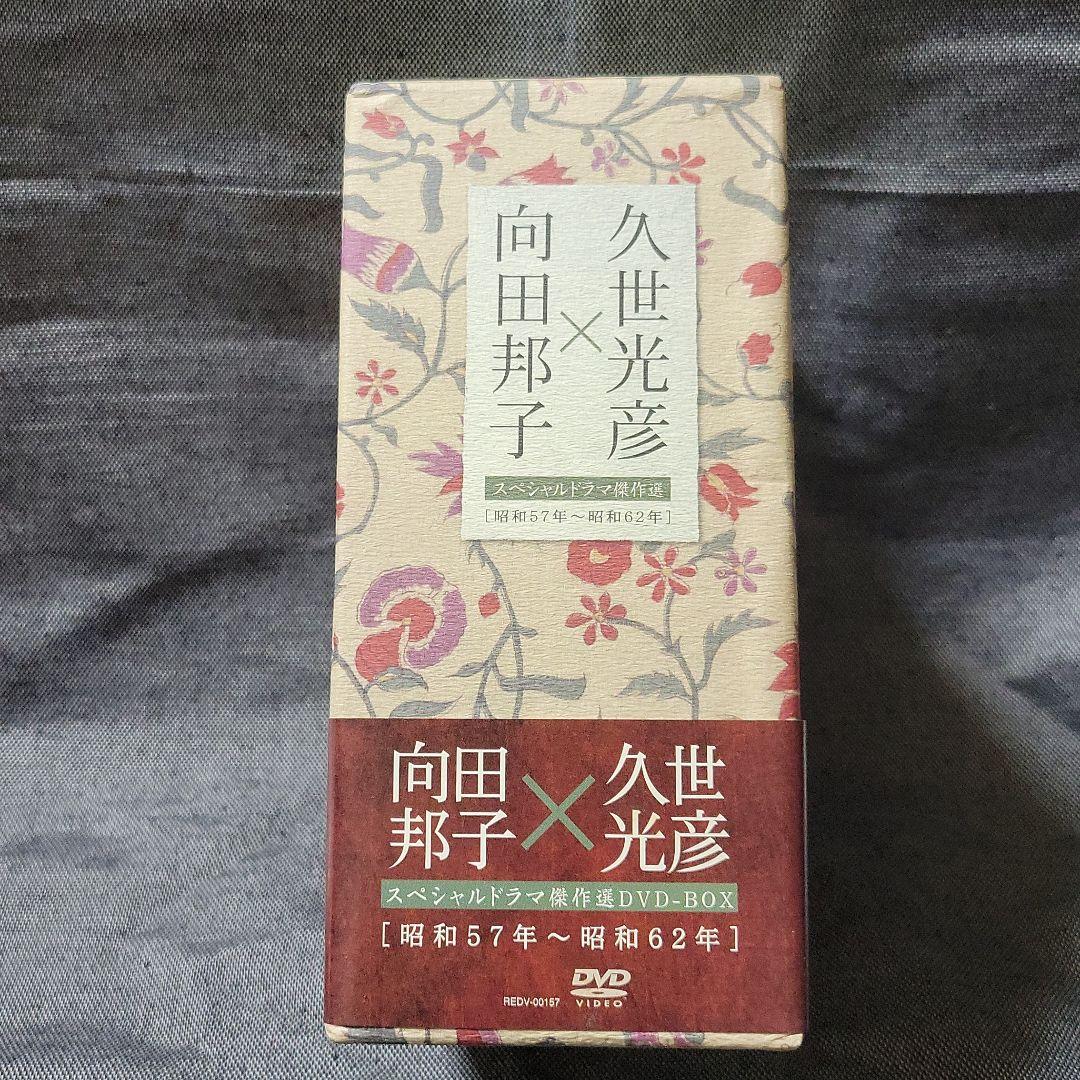 向田邦子
×
久世光彦
スペシャルドラマ傑作選
[昭和57年～昭和62年]
向田
邦子
×
久世
光彦
スペシャルドラマ傑作選DVD-BOX
[昭和57年～昭和62年]
REDV-00157
DVD
VIDEO